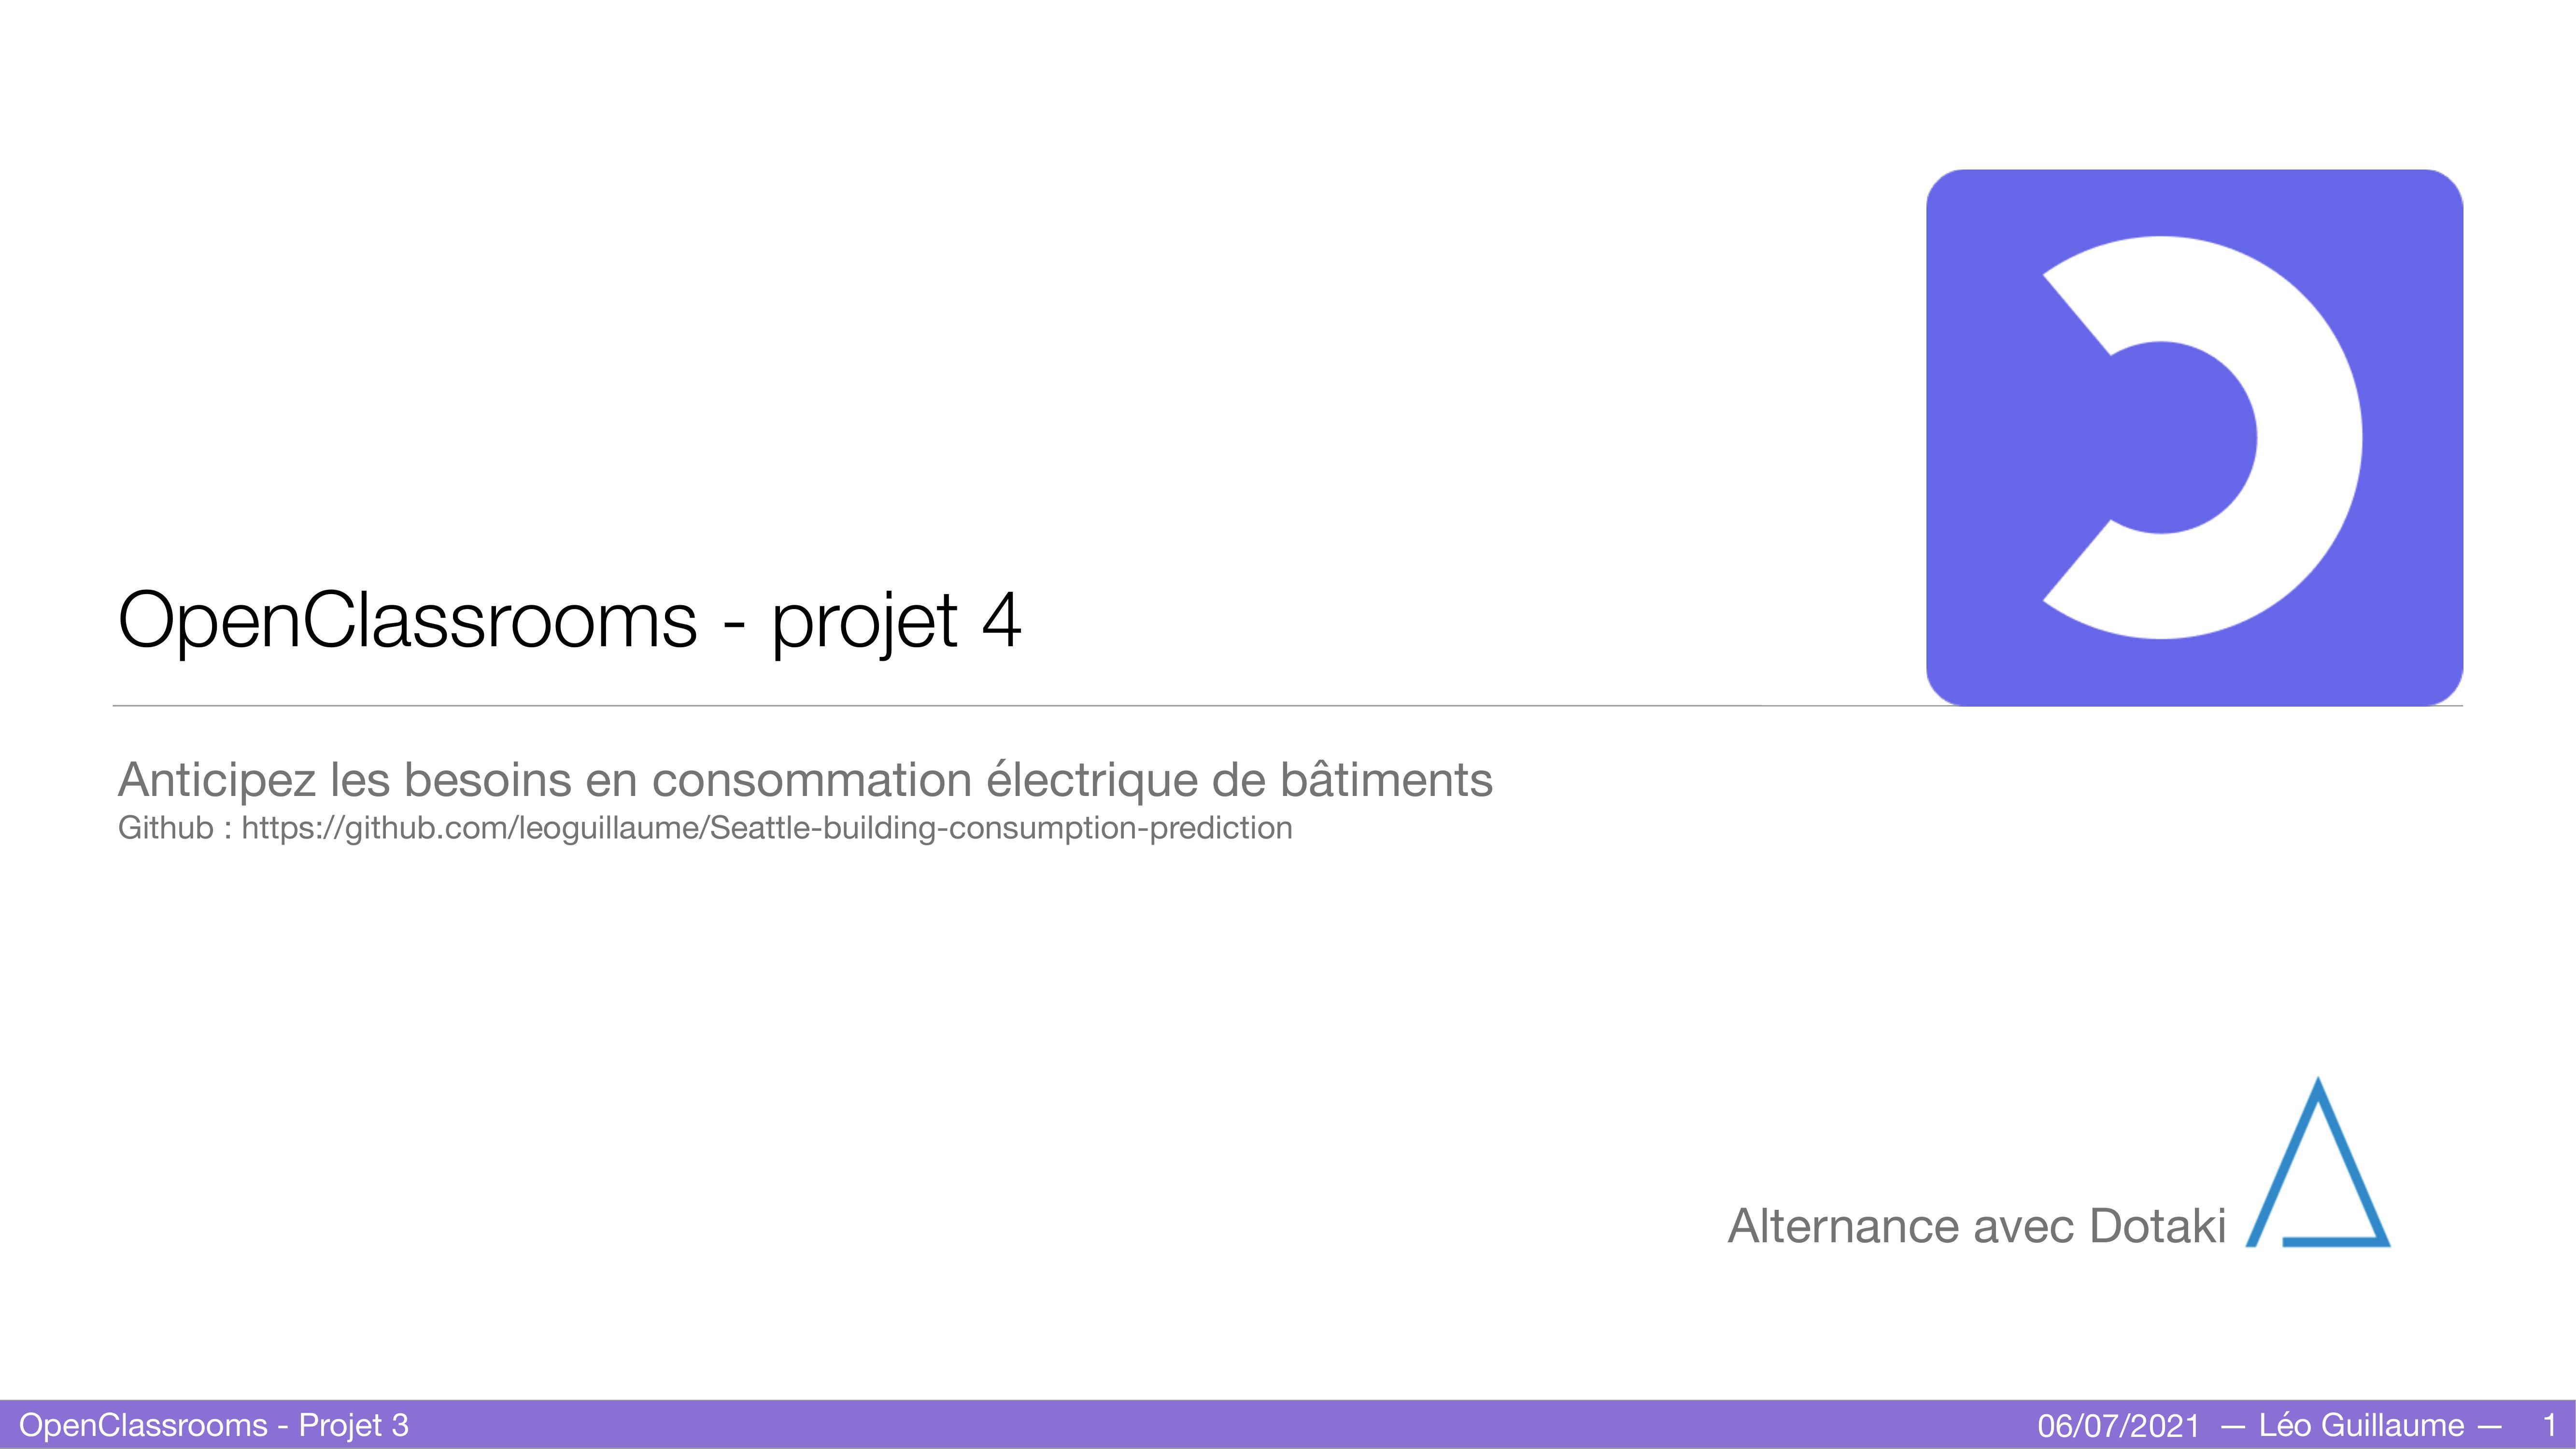 OpenClassrooms - projet 4
Anticipez les besoins en consommation électrique de bâtiments
Github : https://github.com/leoguillaume/Seattle-building-consumption-prediction
Alternance avec Dotaki
OpenClassrooms - Projet 3
06/07/2021 — Léo Guillaume — 1